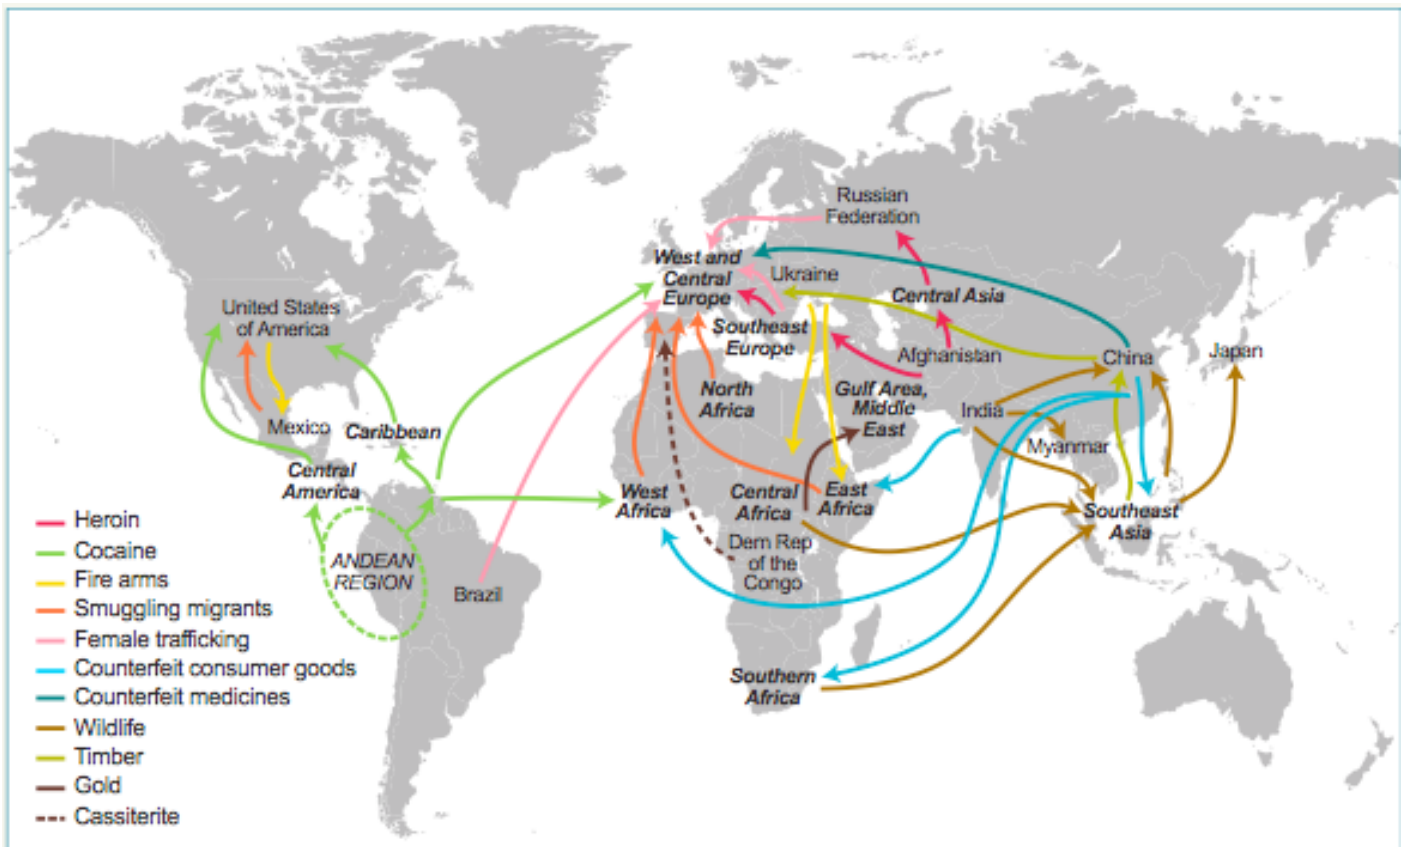 Russian
Federation
West and
Central
Europe
Ukraine
Central Asia
United States
of America
Southeast
Europe
Afghanistan
China
Japan
North
Africa
Gulf Area,
Middle
East
India
Mexico
Caribbean
Myanmar
Central
America
West
Africa
Central
Africa
East
Africa
Southeast
Asia
Dem Rep
of the
Congo
ANDEAN
REGION
Brazil
Southern
Africa
Heroin
Cocaine
Fire arms
Smuggling migrants
Female trafficking
Counterfeit consumer goods
Counterfeit medicines
Wildlife
Timber
Gold
Cassiterite